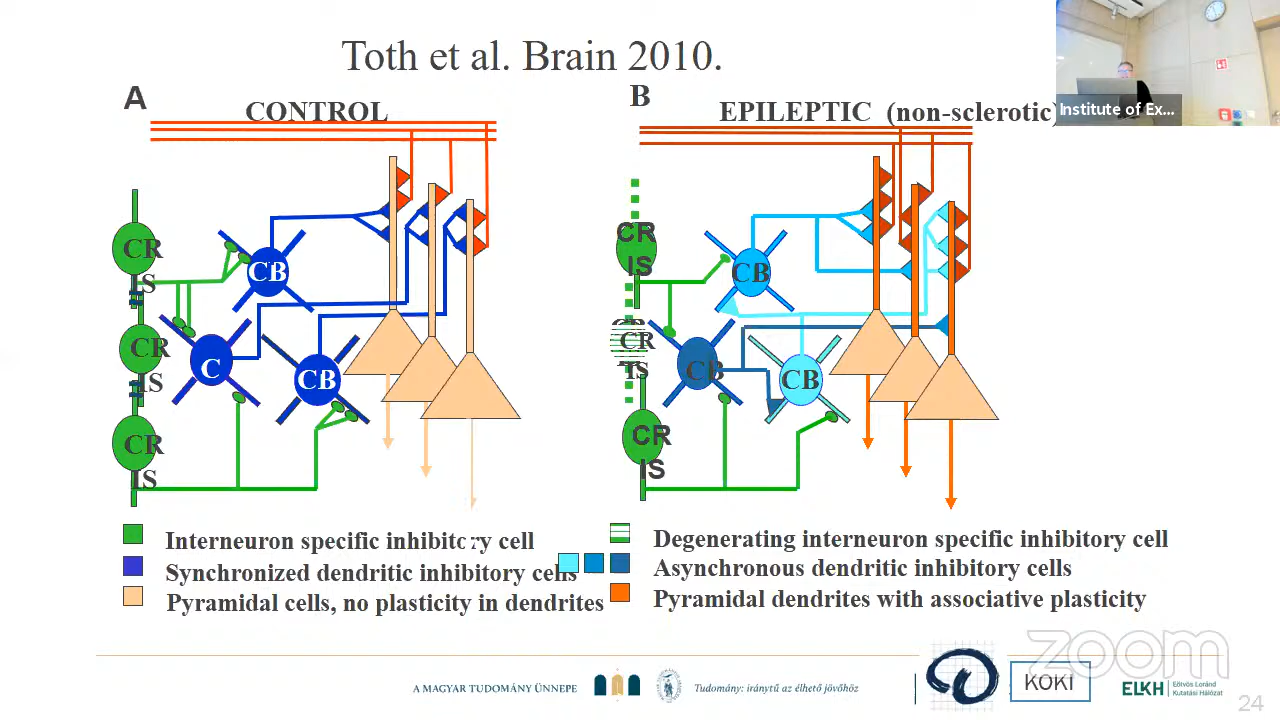 Toth et al. Brain 2010.
A
CONTROL
B
EPILEPTIC (non-sclerotic)
Institute of Ex...
CR
IS
CB
CR
IS
C
CB
CR
IS
CR
IS
CB
CR
IS
CB
CB
CR
IS
Interneuron specific inhibitory cell
Synchronized dendritic inhibitory cells
Pyramidal cells, no plasticity in dendrites
Degenerating interneuron specific inhibitory cell
Asynchronous dendritic inhibitory cells
Pyramidal dendrites with associative plasticity
zoom
A MAGYAR TUDOMÁNY ÜNNEPE
Tudomány: iránytű az élhető jövőhöz
KOKI
ELKH
Eötvös Loránd
Kutatási Hálózat
24